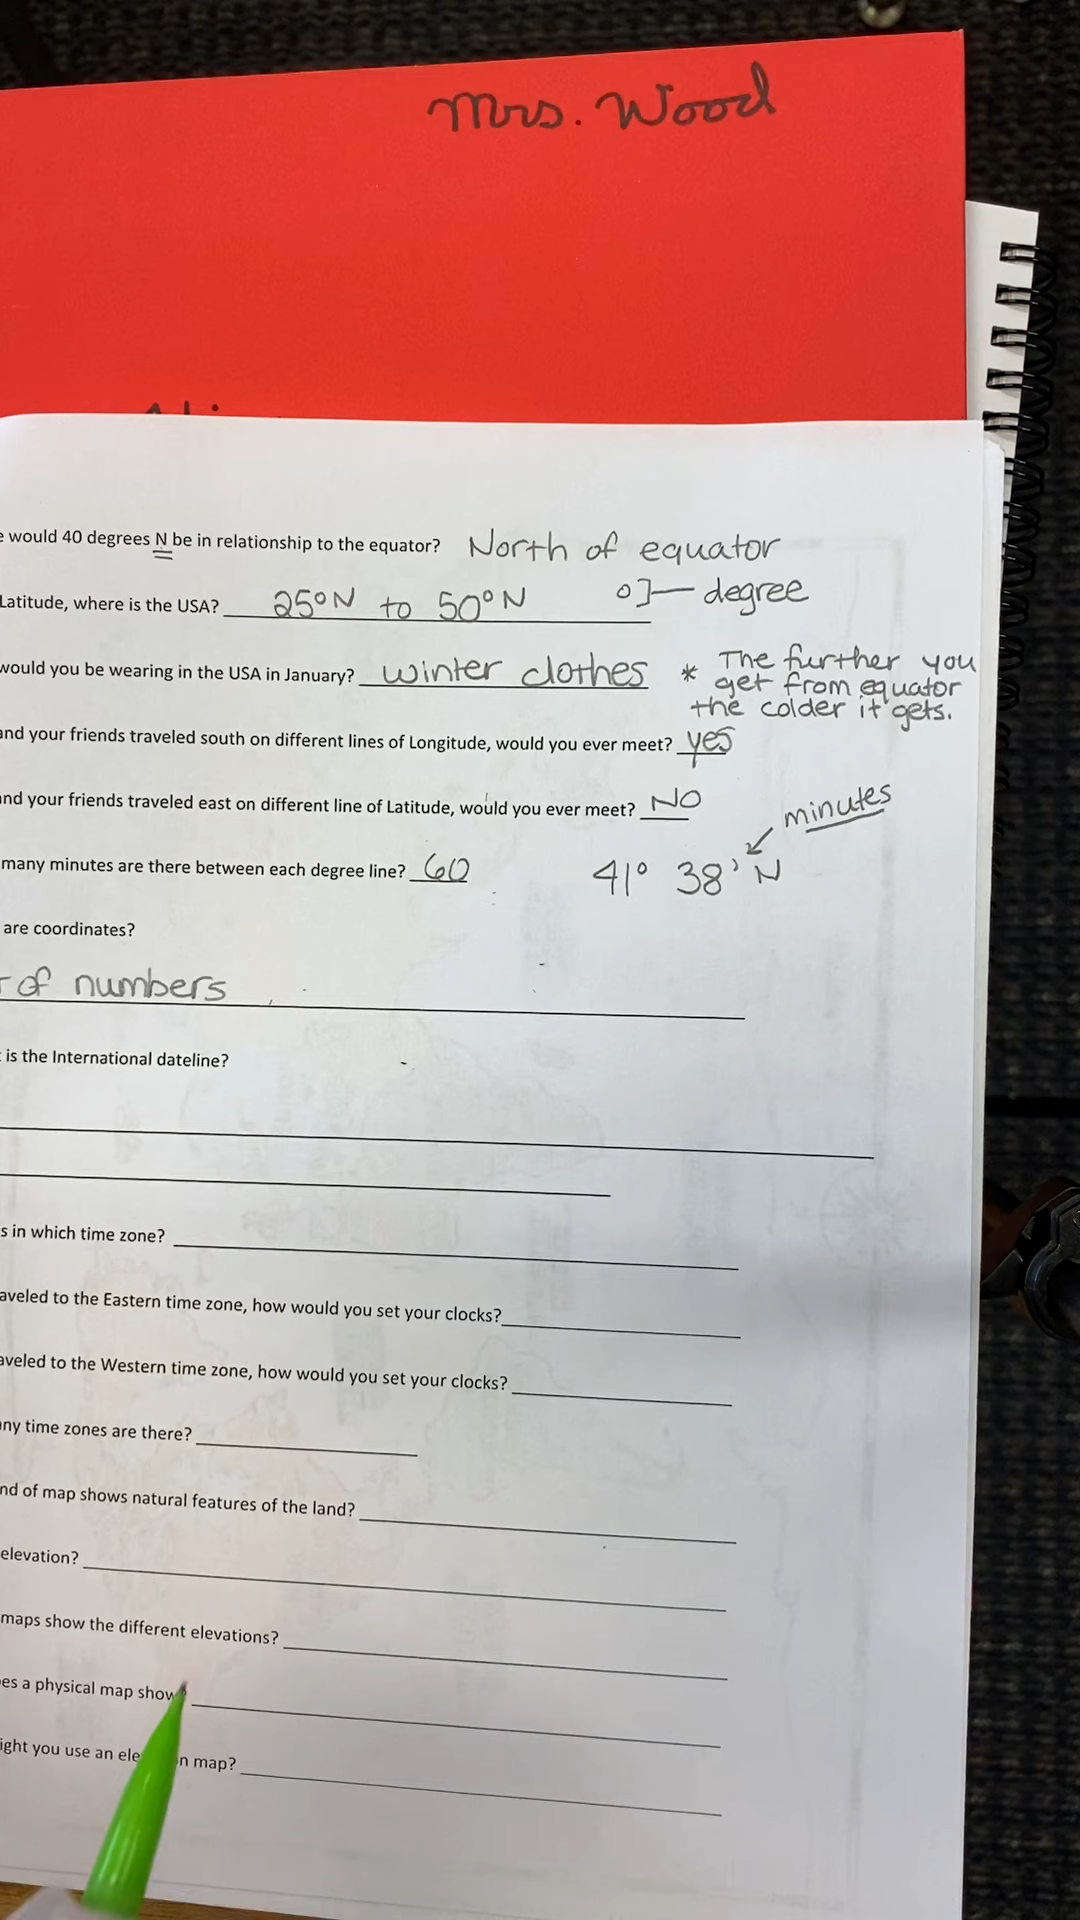 Mrs. Wood
would 40 degrees N be in relationship to the equator? North of equator
Latitude, where is the USA? 25°N to 50°N °]— degree
would you be wearing in the USA in January? winter clothes * The further you
get from equator
the colder it gets.
and your friends traveled south on different lines of Longitude, would you ever meet? yes
and your friends traveled east on different line of Latitude, would you ever meet? NO
minutes
many minutes are there between each degree line? 60 41° 38' N
are coordinates?
of numbers
is the International dateline?
s in which time zone?
aveled to the Eastern time zone, how would you set your clocks?
aveled to the Western time zone, how would you set your clocks?
any time zones are there?
nd of map shows natural features of the land?
elevation?
maps show the different elevations?
es a physical map show
ight you use an ele n map?